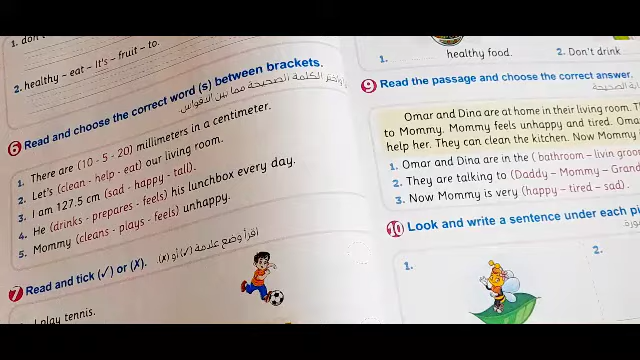 1. don't
2. healthy – eat – It's – fruit – to.
6 Read and choose the correct word (s) between brackets.
الكلمة الصحيحة مما بين الأقواس
1. There are (10 - 5 - 20) millimeters in a centimeter.
2. Let's (clean - help - eat) our living room.
3. I am 127.5 cm (sad - happy - tall).
4. He (drinks - prepares - feels) his lunchbox every day.
5. Mommy (cleans - plays - feels) unhappy.
7 Read and tick (✓) or (✗).
اقرأ وضع علامة (✓) أو (✗).
I play tennis.
1. healthy food.
2. Don't drink
9 Read the passage and choose the correct answer.
Omar and Dina are at home in their living room. T
to Mommy. Mommy feels unhappy and tired. Oma
help her. They can clean the kitchen. Now Mommy
1. Omar and Dina are in the (bathroom – livin groor
2. They are talking to (Daddy – Mommy – Grand
3. Now Mommy is very (happy – tired – sad).
10 Look and write a sentence under each pi
1.
2.